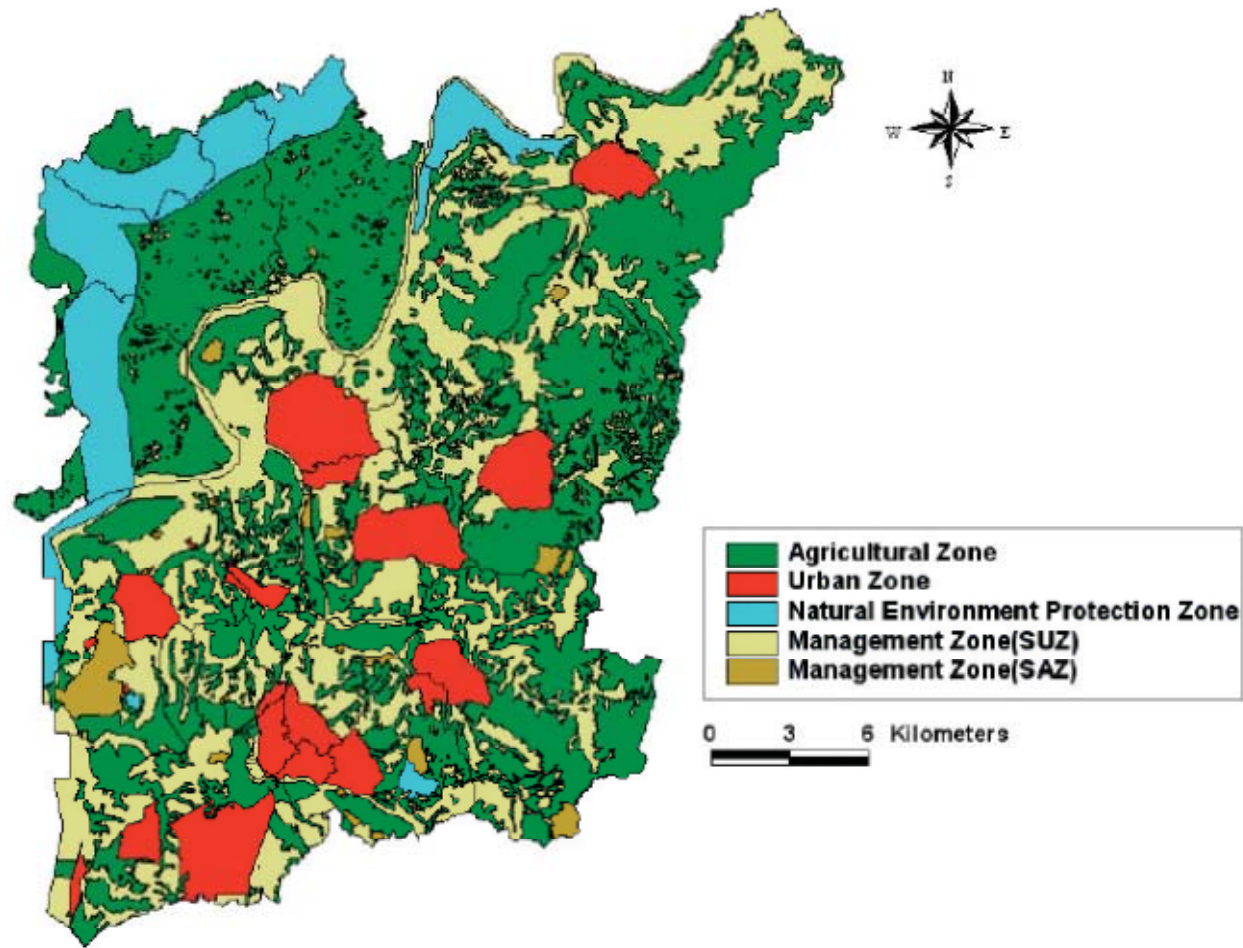 N
W E
S
Agricultural Zone
Urban Zone
Natural Environment Protection Zone
Management Zone(SUZ)
Management Zone(SAZ)
0 3 6 Kilometers